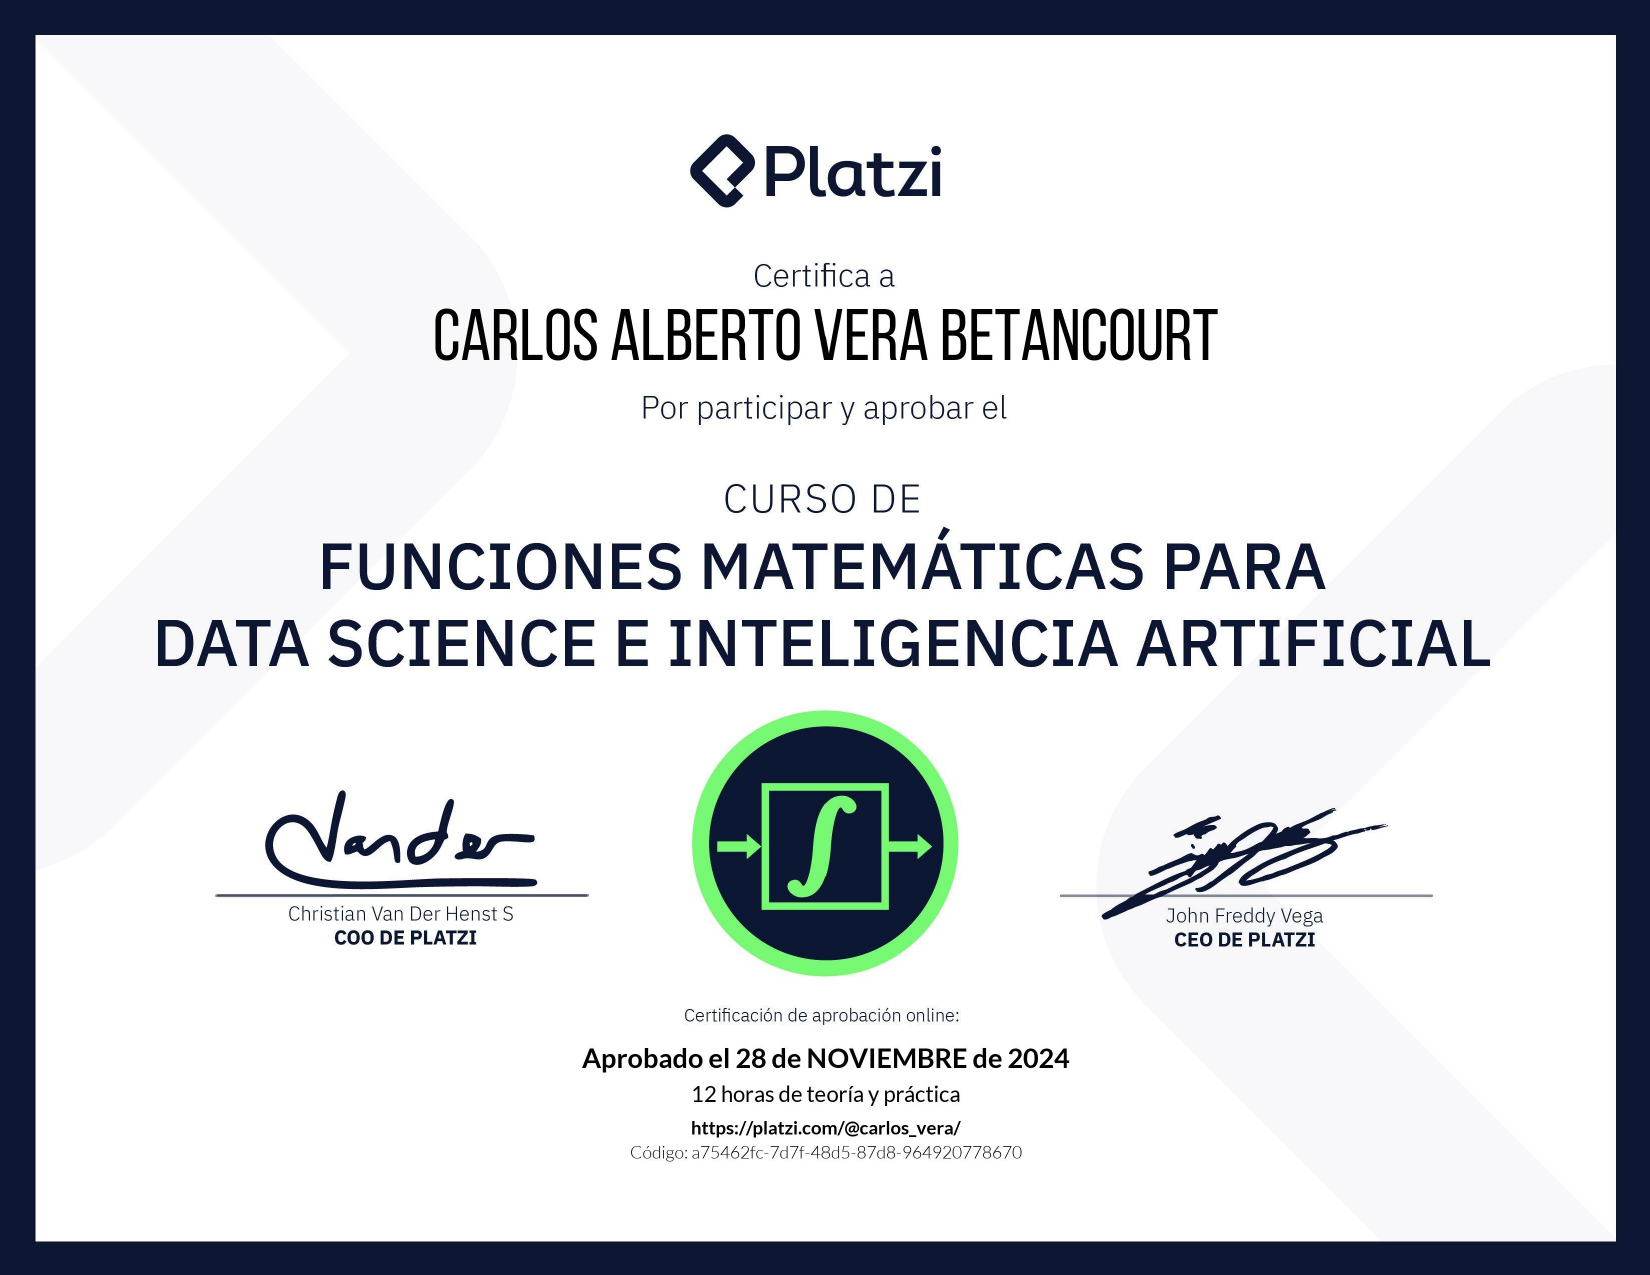 Platzi
Certifica a
CARLOS ALBERTO VERA BETANCOURT
Por participar y aprobar el
CURSO DE
FUNCIONES MATEMÁTICAS PARA
DATA SCIENCE E INTELIGENCIA ARTIFICIAL
Vander
Christian Van Der Henst S
COO DE PLATZI
John Freddy Vega
CEO DE PLATZI
Certificación de aprobación online:
Aprobado el 28 de NOVIEMBRE de 2024
12 horas de teoría y práctica
https://platzi.com/@carlos_vera/
Código: a75462fc-7d7f-48d5-87d8-964920778670